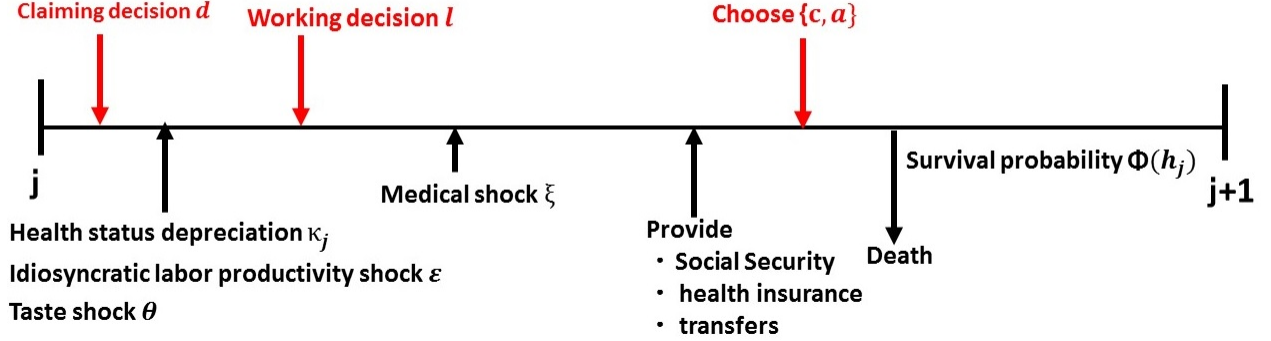 Claiming decision d
Working decision l
Choose {c, a}
Survival probability Φ(hⱼ)
j
j+1
Medical shock ξ
Health status depreciation κⱼ
Idiosyncratic labor productivity shock ε
Taste shock θ
Provide
・ Social Security
・ health insurance
・ transfers
Death